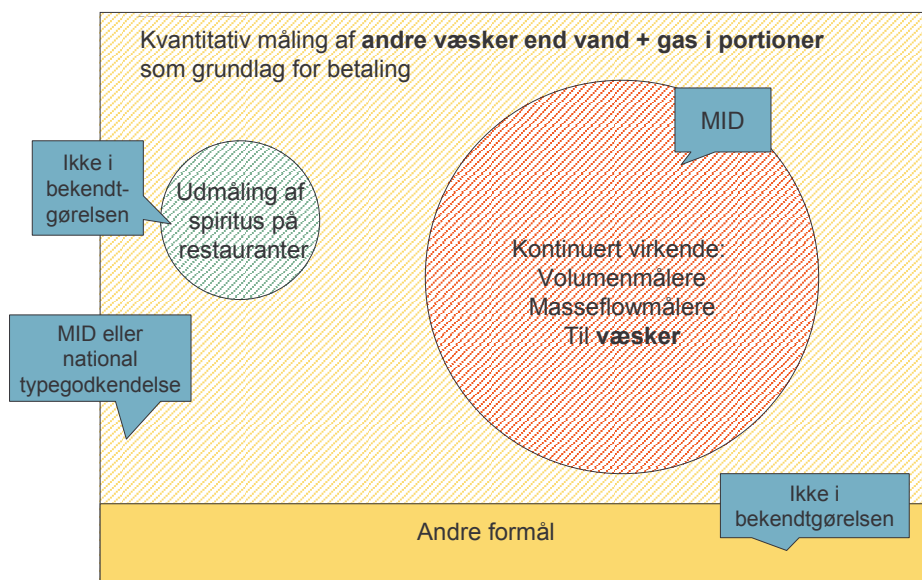 Kvantitativ måling af andre væsker end vand + gas i portioner
som grundlag for betaling
MID
Ikke i
bekendt-
gørelsen
Udmåling af
spiritus på
restauranter
Kontinuert virkende:
Volumenmålere
Masseflowmålere
Til væsker
MID eller
national
typegodkendelse
Ikke i
bekendtgørelsen
Andre formål